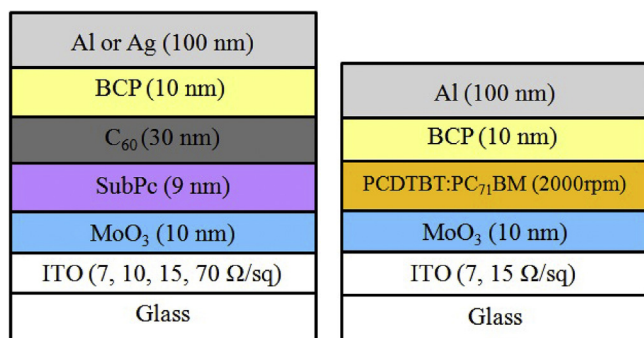 Al or Ag (100 nm)
BCP (10 nm)
C₆₀ (30 nm)
SubPc (9 nm)
MoO₃ (10 nm)
ITO (7, 10, 15, 70 Ω/sq)
Glass
Al (100 nm)
BCP (10 nm)
PCDTBT:PC₇₁BM (2000rpm)
MoO₃ (10 nm)
ITO (7, 15 Ω/sq)
Glass